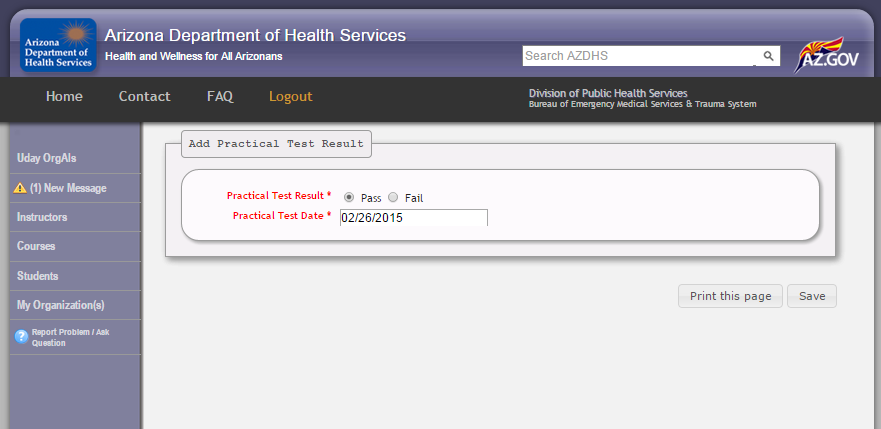 Arizona
Department of
Health Services
Arizona Department of Health Services
Health and Wellness for All Arizonans
Search AZDHS
AZ.GOV
Home Contact FAQ Logout
Division of Public Health Services
Bureau of Emergency Medical Services & Trauma System
Uday OrgAIs
(1) New Message
Instructors
Courses
Students
My Organization(s)
Report Problem / Ask
Question
Add Practical Test Result
Practical Test Result * Pass Fail
Practical Test Date * 02/26/2015
Print this page Save